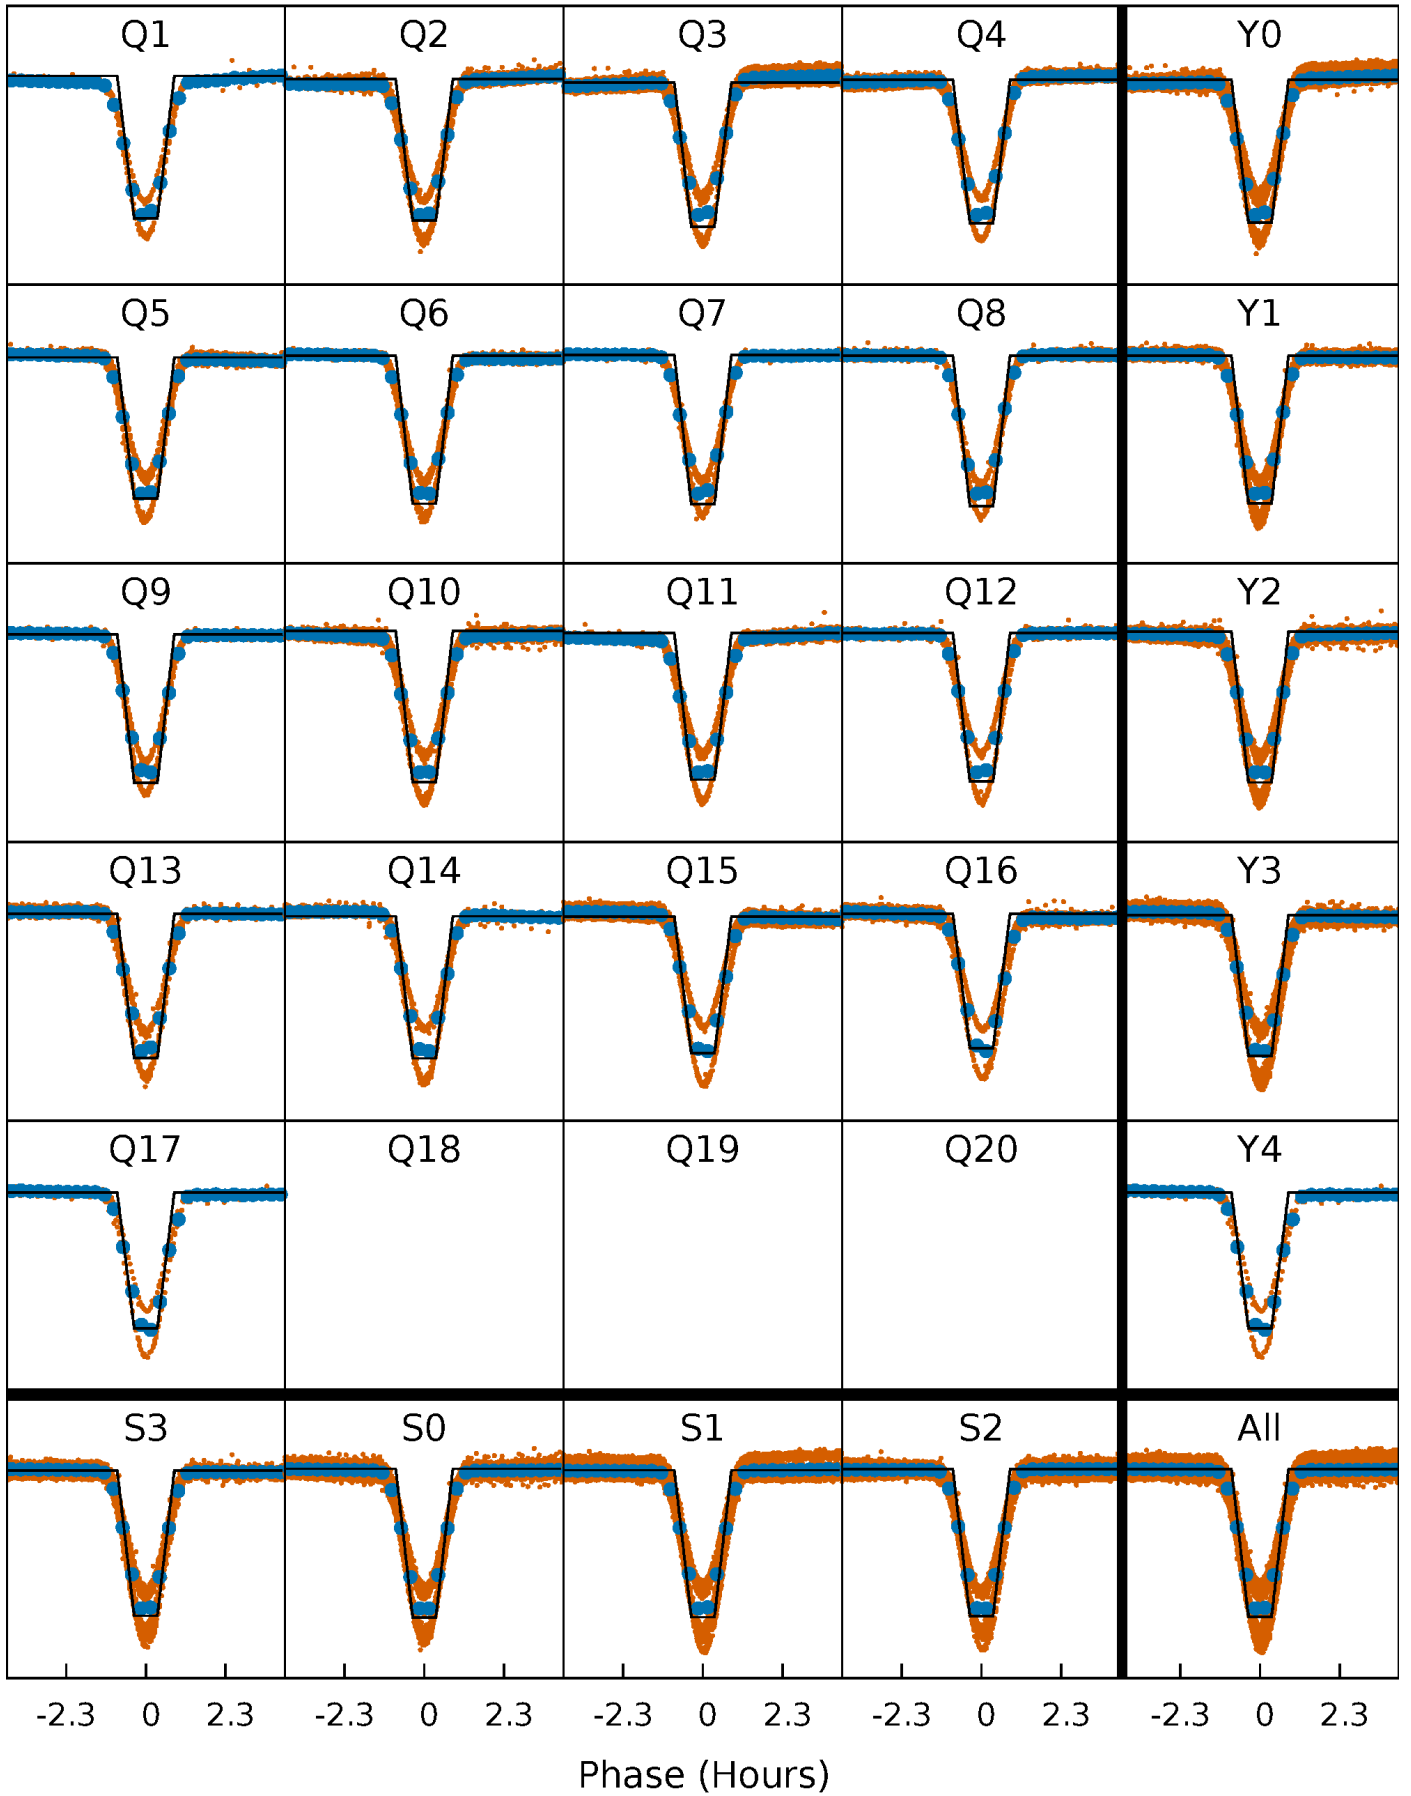 Q1 Q2 Q3 Q4 Y0
Q5 Q6 Q7 Q8 Y1
Q9 Q10 Q11 Q12 Y2
Q13 Q14 Q15 Q16 Y3
Q17 Q18 Q19 Q20 Y4
S3 S0 S1 S2 All
-2.3 0 2.3 -2.3 0 2.3 -2.3 0 2.3 -2.3 0 2.3 -2.3 0 2.3
Phase (Hours)